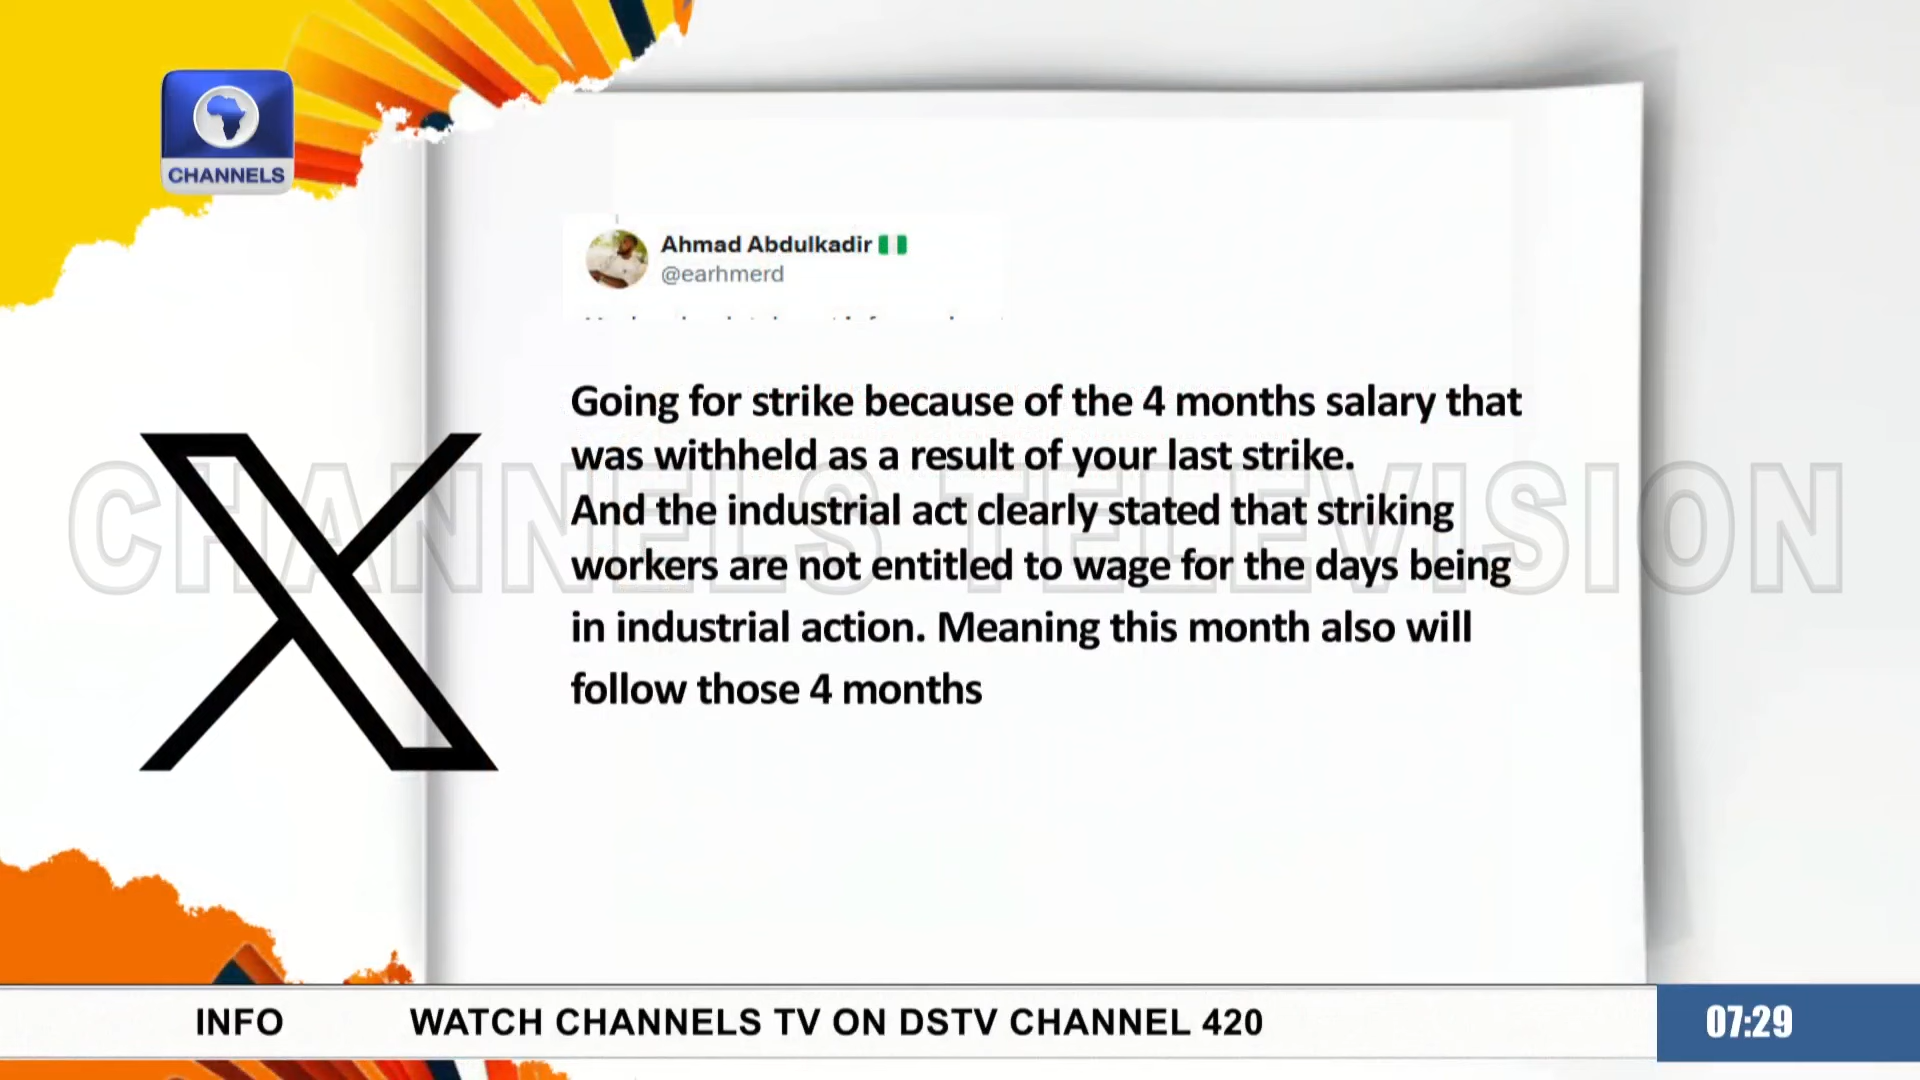 CHANNELS
Ahmad Abdulkadir
@earhmerd
Going for strike because of the 4 months salary that
was withheld as a result of your last strike.
And the industrial act clearly stated that striking
workers are not entitled to wage for the days being
in industrial action. Meaning this month also will
follow those 4 months
CHANNELS TELEVISION
INFO WATCH CHANNELS TV ON DSTV CHANNEL 420
07:29